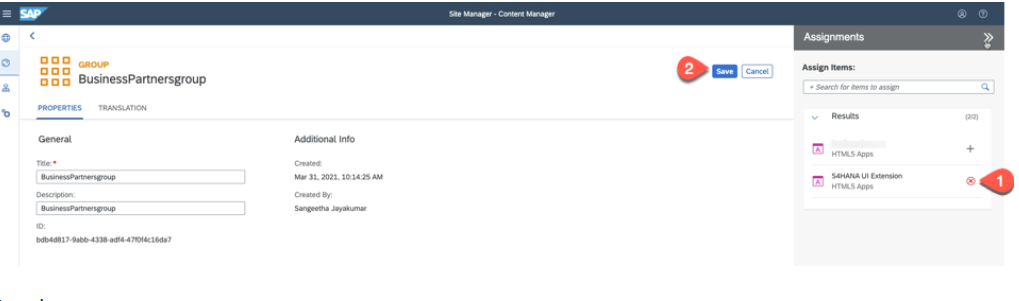 SAP
Site Manager - Content Manager
Assignments
GROUP
BusinessPartnersgroup
2
Save
Cancel
Assign Items:
+ Search for items to assign
PROPERTIES
TRANSLATION
Results
(2/2)
General
Additional Info
A
HTML5 Apps
Title: *
Created:
BusinessPartnersgroup
Mar 31, 2021, 10:14:25 AM
A
S4HANA UI Extension
1
HTML5 Apps
Description:
Created By:
BusinessPartnersgroup
Sangeetha Jayakumar
ID:
bdb4d817-9abb-4338-adf4-47f0f4c16da7